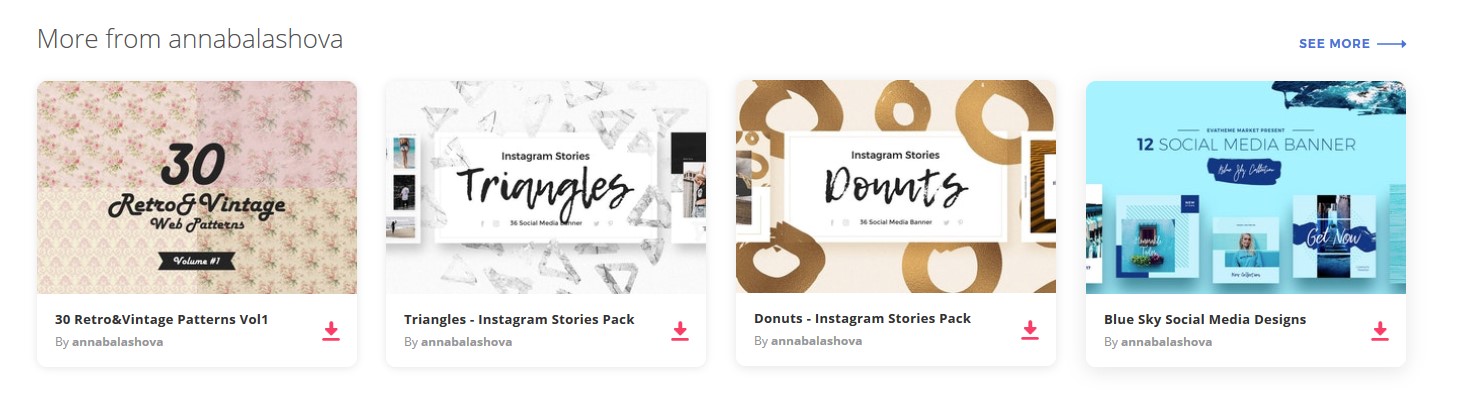 More from annabalashova
SEE MORE
30
Retro&Vintage
Web Patterns
Volume #1
30 Retro&Vintage Patterns Vol1
By annabalashova
Instagram Stories
Triangles
36 Social Media Banner
Triangles - Instagram Stories Pack
By annabalashova
Instagram Stories
Donuts
36 Social Media Banner
Donuts - Instagram Stories Pack
By annabalashova
EVATHEME MARKET PRESENT
12 SOCIAL MEDIA BANNER
Blue Sky Collection
Get Now
New Collection
Blue Sky Social Media Designs
By annabalashova